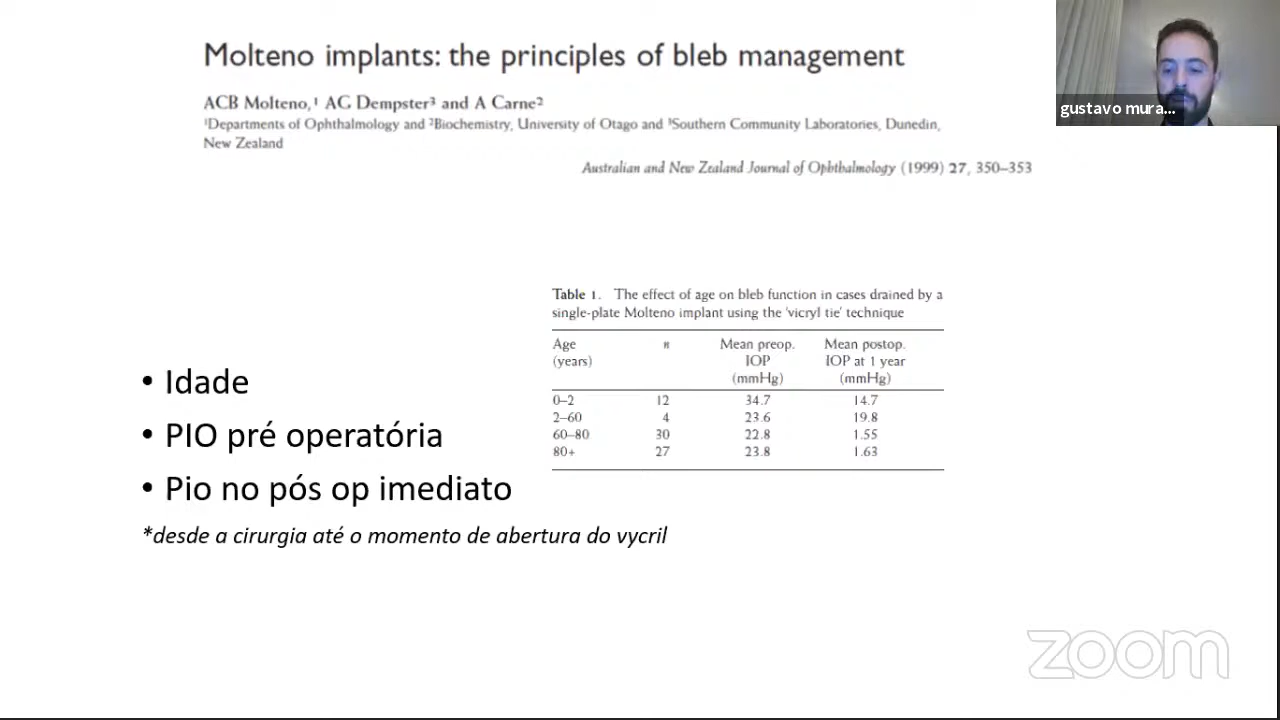 Molteno implants: the principles of bleb management
gustavo mura...
ACB Molteno,¹ AG Dempster³ and A Carne²
¹Departments of Ophthalmology and ²Biochemistry, University of Otago and ³Southern Community Laboratories, Dunedin,
New Zealand
Australian and New Zealand Journal of Ophthalmology (1999) 27, 350–353
Table 1. The effect of age on bleb function in cases drained by a
single-plate Molteno implant using the 'vicryl tie' technique
Age n Mean preop. Mean postop.
(years) IOP IOP at 1 year
(mmHg) (mmHg)
0–2 12 34.7 14.7
2–60 4 23.6 19.8
60–80 30 22.8 1.55
80+ 27 23.8 1.63
• Idade
• PIO pré operatória
• Pio no pós op imediato
*desde a cirurgia até o momento de abertura do vycril
zoom